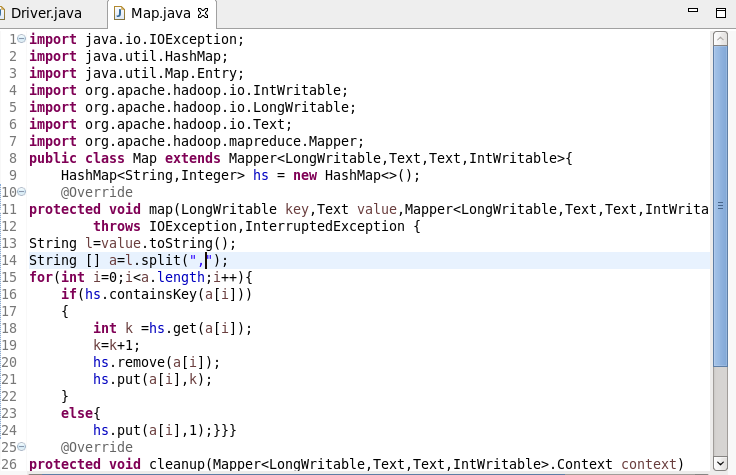 Driver.java Map.java
1 import java.io.IOException;
2 import java.util.HashMap;
3 import java.util.Map.Entry;
4 import org.apache.hadoop.io.IntWritable;
5 import org.apache.hadoop.io.LongWritable;
6 import org.apache.hadoop.io.Text;
7 import org.apache.hadoop.mapreduce.Mapper;
8 public class Map extends Mapper<LongWritable,Text,Text,IntWritable>{
9     HashMap<String,Integer> hs = new HashMap<>();
10     @Override
11 protected void map(LongWritable key,Text value,Mapper<LongWritable,Text,Text,IntWrita
12         throws IOException,InterruptedException {
13 String l=value.toString();
14 String [] a=l.split(",");
15 for(int i=0;i<a.length;i++){
16     if(hs.containsKey(a[i]))
17     {
18         int k =hs.get(a[i]);
19         k=k+1;
20         hs.remove(a[i]);
21         hs.put(a[i],k);
22     }
23     else{
24         hs.put(a[i],1);}}}
25     @Override
26 protected void cleanup(Mapper<LongWritable,Text,Text,IntWritable>.Context context)